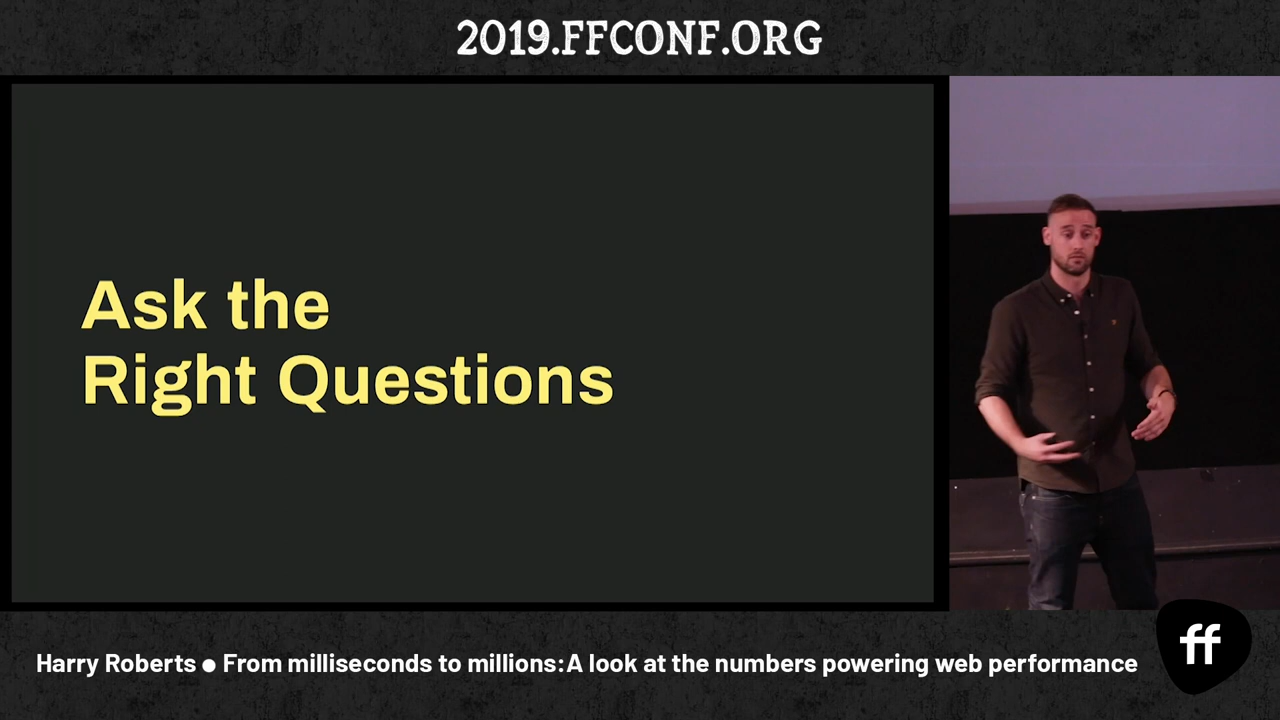 2019.FFCONF.ORG
Ask the
Right Questions
Harry Roberts ● From milliseconds to millions:A look at the numbers powering web performance
ff